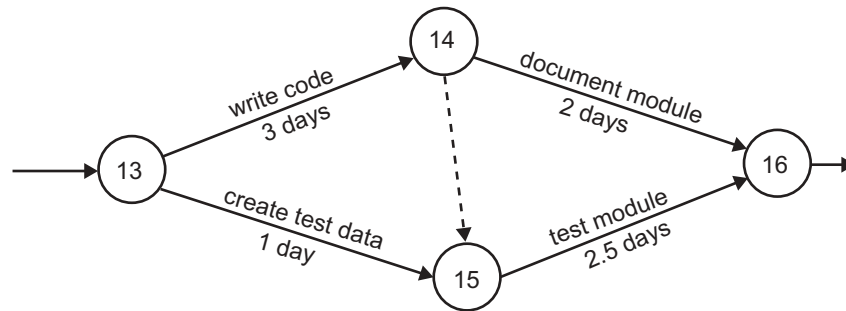 14
write code
3 days
document module
2 days
13
16
create test data
1 day
test module
2.5 days
15